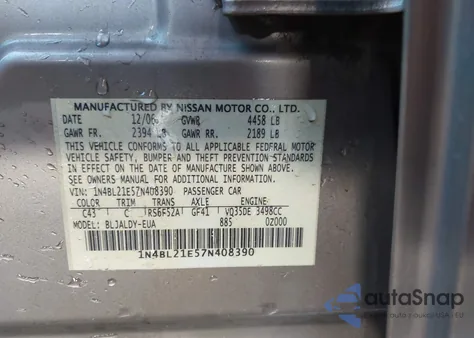 MANUFACTURED BY NISSAN MOTOR CO., LTD.
DATE 12/06 GVWR 4458 LB
GAWR FR. 2394 LB GAWR RR. 2189 LB
THIS VEHICLE CONFORMS TO ALL APPLICABLE FEDERAL MOTOR
VEHICLE SAFETY, BUMPER AND THEFT PREVENTION STANDARDS
IN EFFECT ON THE DATE OF MANUFACTURE SHOWN ABOVE.
SEE OWNERS MANUAL FOR ADDITIONAL INFORMATION.
VIN: 1N4BL21E57N408390 PASSENGER CAR
COLOR TRIM TRANS AXLE ENGINE
C43 C RS6F52A GF41 VQ35DE 3498CC
MODEL: BLJALDY-EUA 885 0Z000
1N4BL21E57N408390
autaSnap